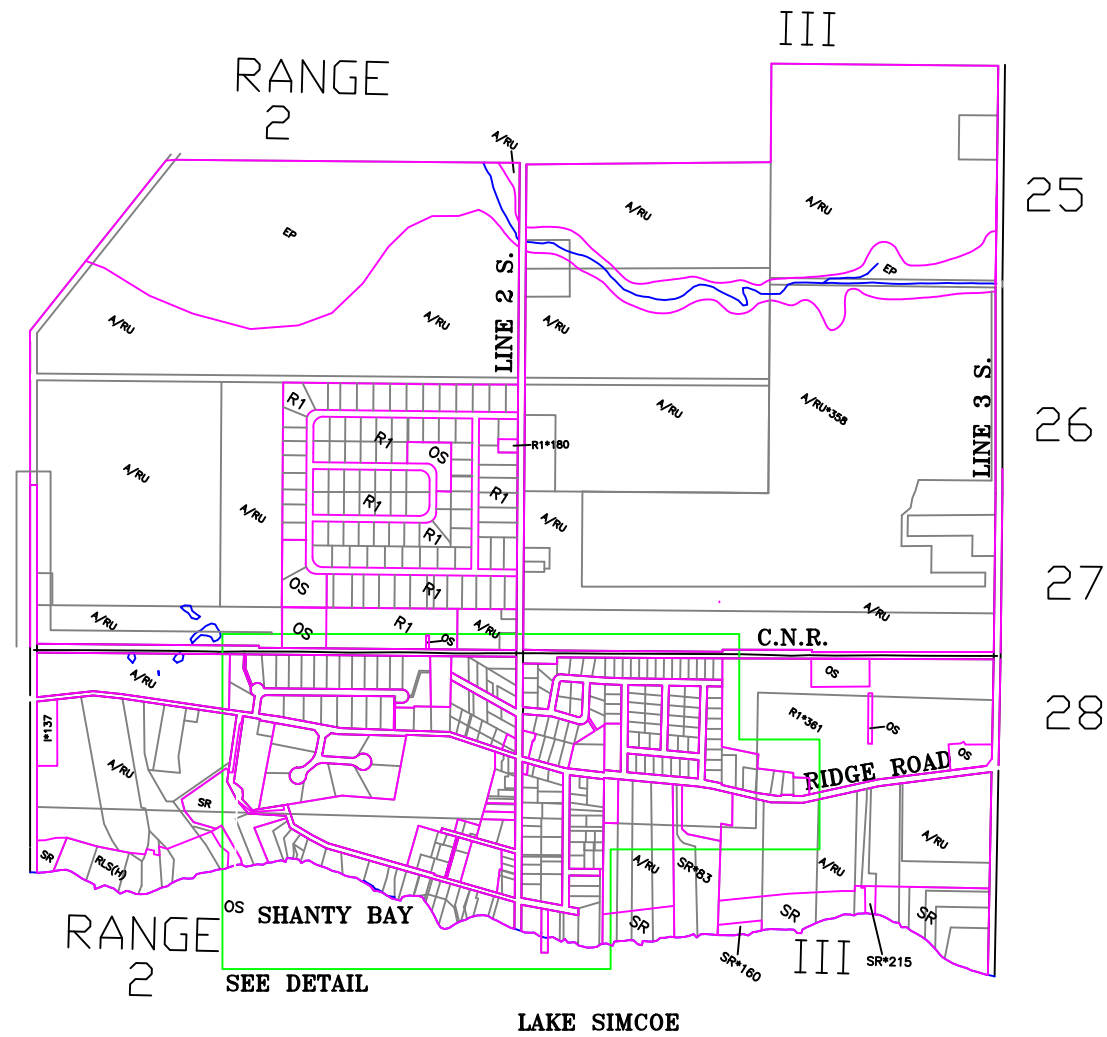 III
RANGE
2
A/RU
25
A/RU
A/RU
EP
LINE 2 S.
EP
A/RU
A/RU
A/RU
LINE 3 S.
R1
A/RU
A/RU*358
26
R1
OS
R1*180
A/RU
R1
R1
A/RU
A/RU
R1
27
OS
R1
A/RU
A/RU
OS
R1
A/RU
OS
C.N.R.
A/RU
OS
I*137
R1*361
OS
28
OS
A/RU
RIDGE ROAD
SR
A/RU
SR
RLS(H)
A/RU
SR*83
A/RU
OS
SHANTY BAY
SR
SR
SR
RANGE
2
SR*160
III
SR*215
SEE DETAIL
LAKE SIMCOE